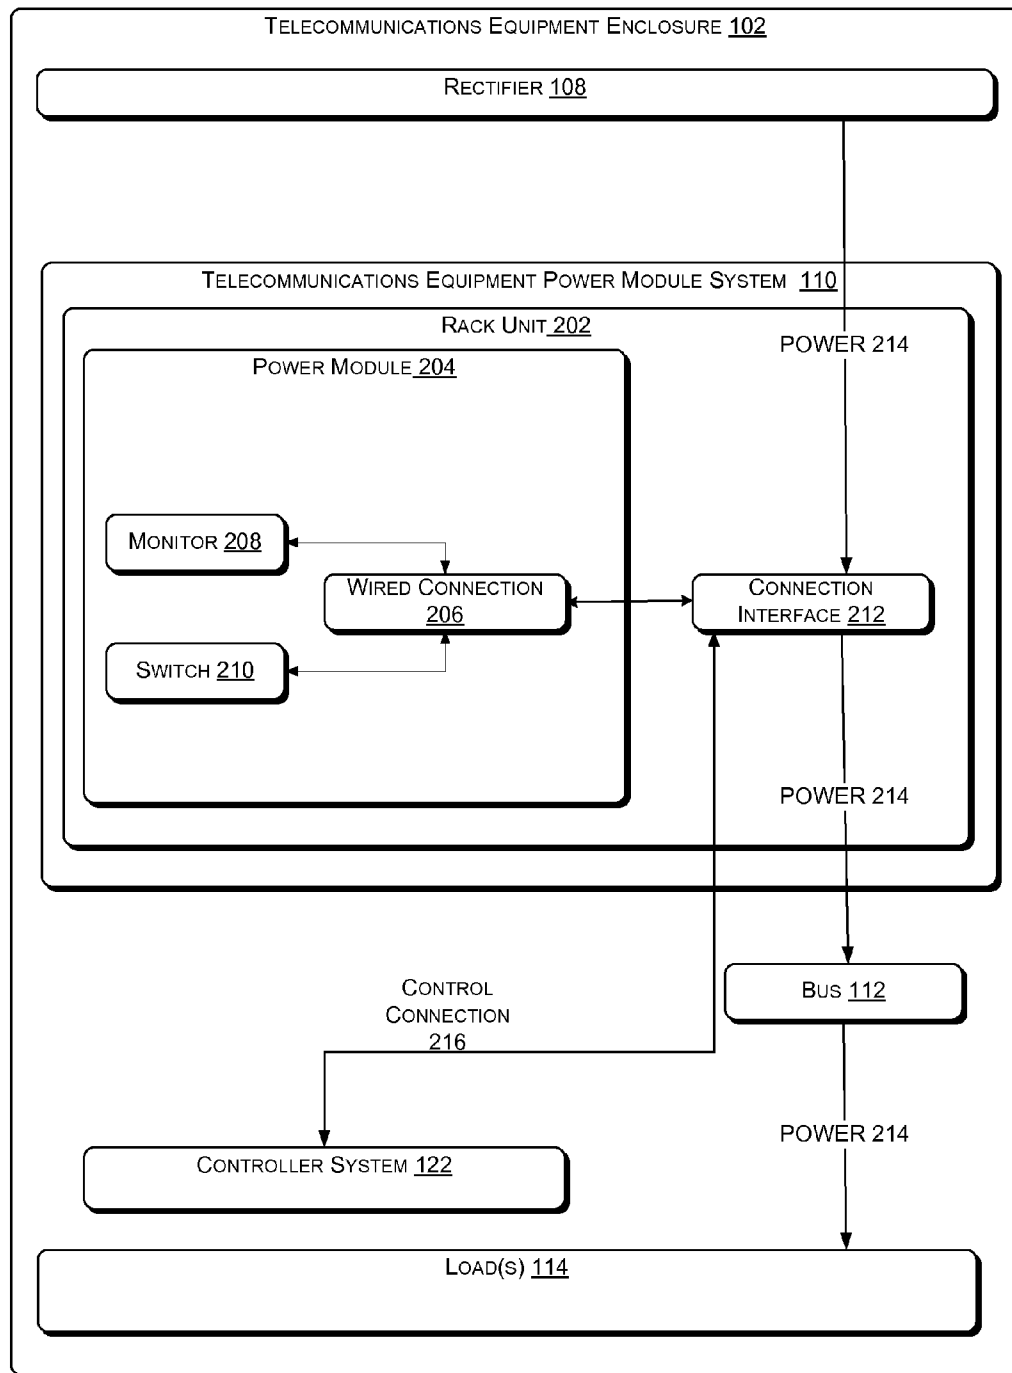 TELECOMMUNICATIONS EQUIPMENT ENCLOSURE 102
RECTIFIER 108
TELECOMMUNICATIONS EQUIPMENT POWER MODULE SYSTEM 110
RACK UNIT 202
POWER 214
POWER MODULE 204
MONITOR 208
WIRED CONNECTION
206
CONNECTION
INTERFACE 212
SWITCH 210
POWER 214
BUS 112
CONTROL
CONNECTION
216
POWER 214
CONTROLLER SYSTEM 122
LOAD(S) 114